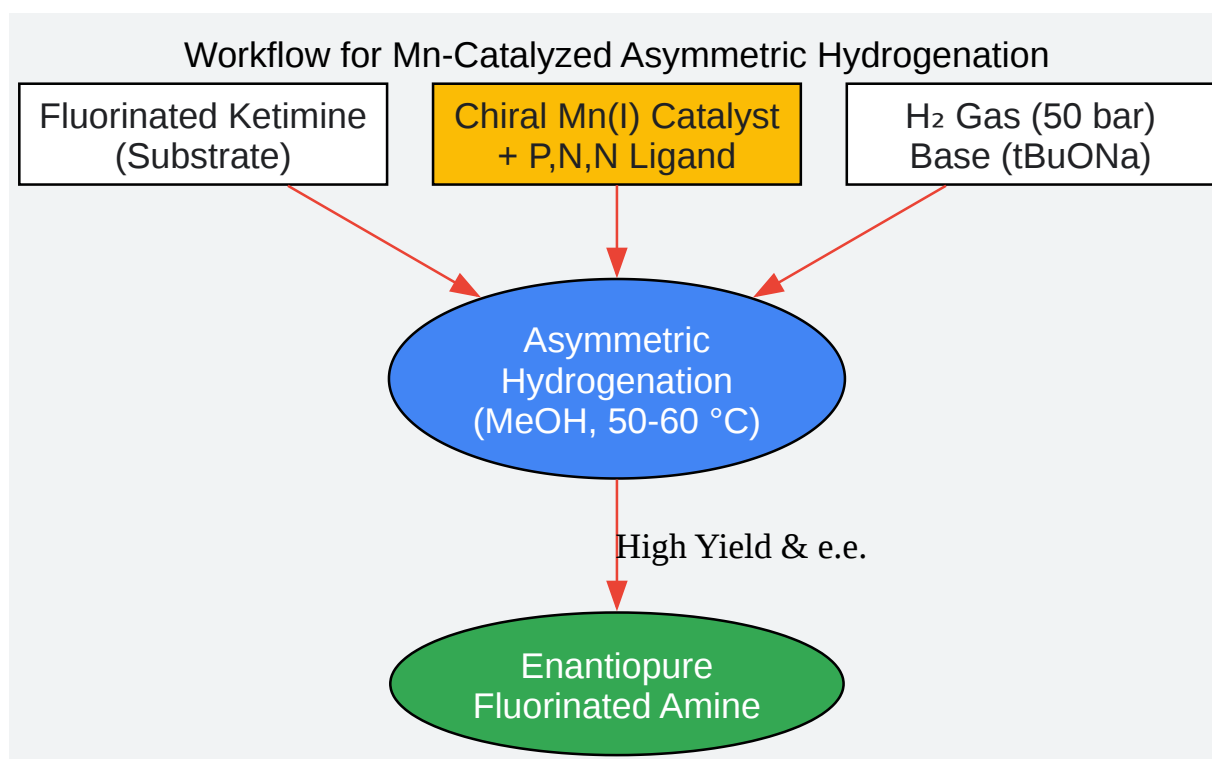 Workflow for Mn-Catalyzed Asymmetric Hydrogenation
Fluorinated Ketimine
(Substrate)
Chiral Mn(I) Catalyst
+ P,N,N Ligand
H₂ Gas (50 bar)
Base (tBuONa)
Asymmetric
Hydrogenation
(MeOH, 50-60 °C)
High Yield & e.e.
Enantiopure
Fluorinated Amine